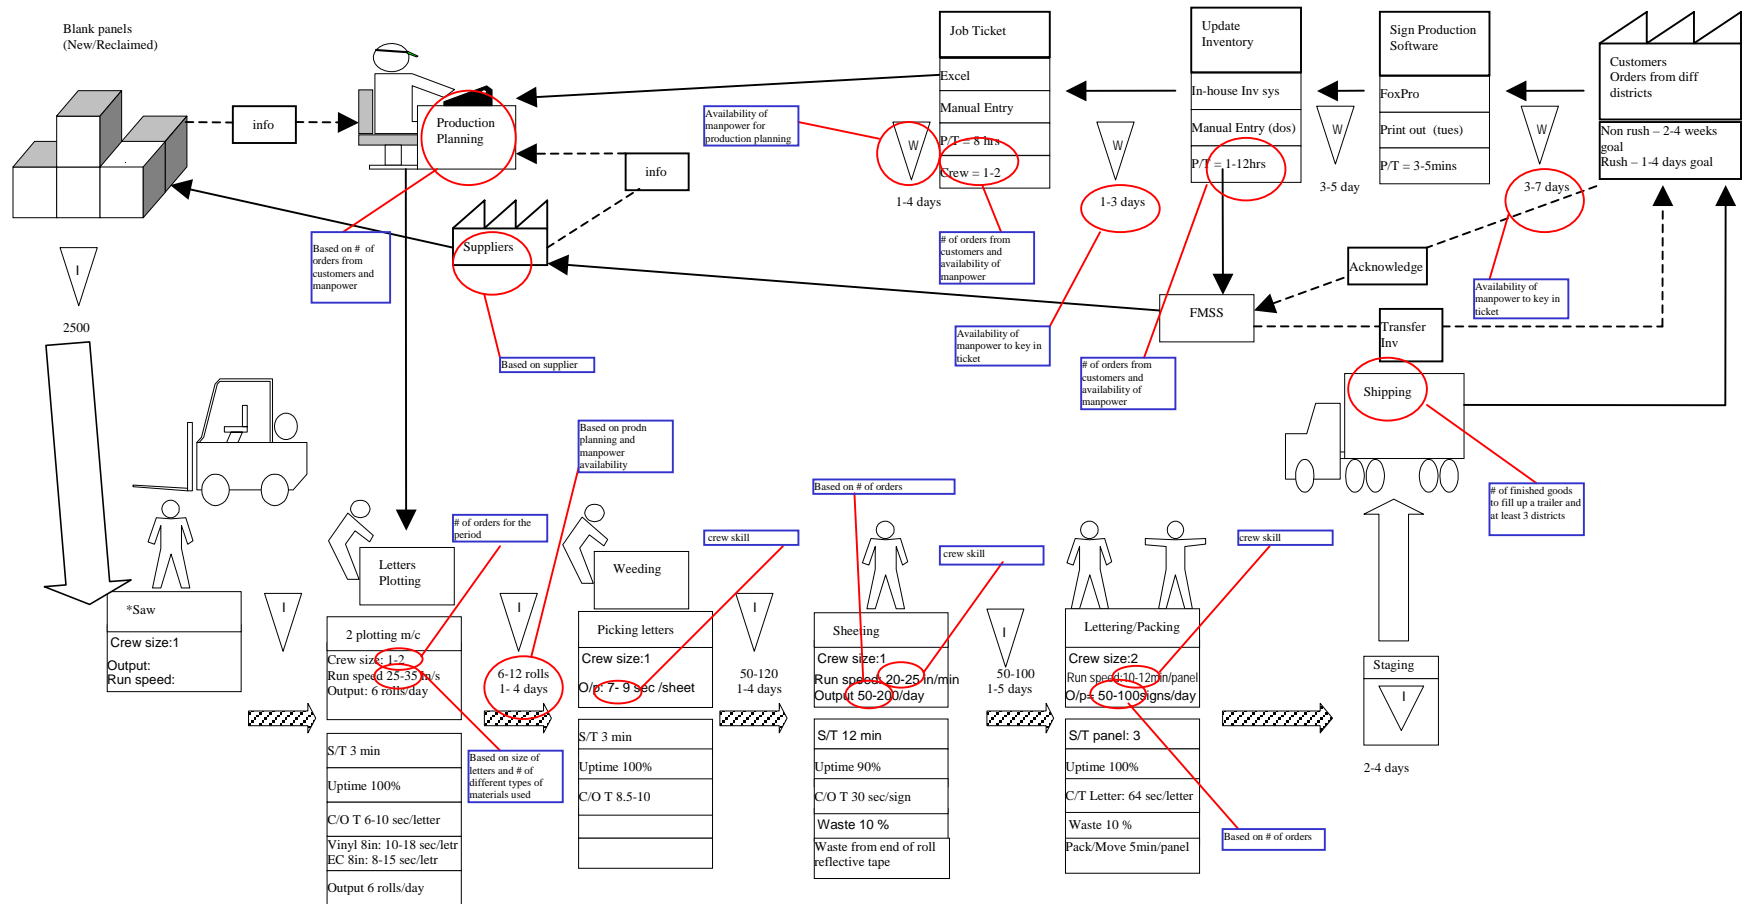 Blank panels
(New/Reclaimed)
info
Production
Planning
info
Suppliers
Job Ticket
Excel
Manual Entry
P/T = 8 hrs
Crew = 1-2
Update
Inventory
In-house Inv sys
Manual Entry (dos)
P/T = 1-12hrs
Sign Production
Software
FoxPro
Print out  (tues)
P/T = 3-5mins
Customers
Orders from diff
districts
Non rush – 2-4 weeks
goal
Rush – 1-4 days goal
Availability of
manpower for
production planning
W
1-4 days
W
1-3 days
W
3-5 day
W
3-7 days
Based on #  of
orders from
customers and
manpower
# of orders from
customers and
availability of
manpower
Acknowledge
Availability of
manpower to key in
ticket
FMSS
Transfer
Inv
Availability of
manpower to key in
ticket
# of orders from
customers and
availability of
manpower
Based on supplier
Shipping
I
2500
Based on prodn
planning and
manpower
availability
Based on # of orders
# of finished goods
to fill up a trailer and
at least 3 districts
# of orders for the
period
crew skill
crew skill
crew skill
*Saw
Crew size:1
Output:
Run speed:
I
Letters
Plotting
2 plotting m/c
Crew size: 1-2
Run speed 25-35 in/s
Output: 6 rolls/day
S/T 3 min
Uptime 100%
C/O T 6-10 sec/letter
Vinyl 8in: 10-18 sec/letr
EC 8in: 8-15 sec/letr
Output 6 rolls/day
I
6-12 rolls
1- 4 days
Based on size of
letters and # of
different types of
materials used
Weeding
Picking letters
Crew size:1
O/p: 7- 9 sec /sheet
S/T 3 min
Uptime 100%
C/O T 8.5-10
I
50-120
1-4 days
Sheeting
Crew size:1
Run speed: 20-25 in/min
Output 50-200/day
S/T 12 min
Uptime 90%
C/O T 30 sec/sign
Waste 10 %
Waste from end of roll
reflective tape
I
50-100
1-5 days
Lettering/Packing
Crew size:2
Run speed:10-12min/panel
O/p= 50-100signs/day
S/T panel: 3
Uptime 100%
C/T Letter: 64 sec/letter
Waste 10 %
Pack/Move 5min/panel
Based on # of orders
Staging
I
2-4 days